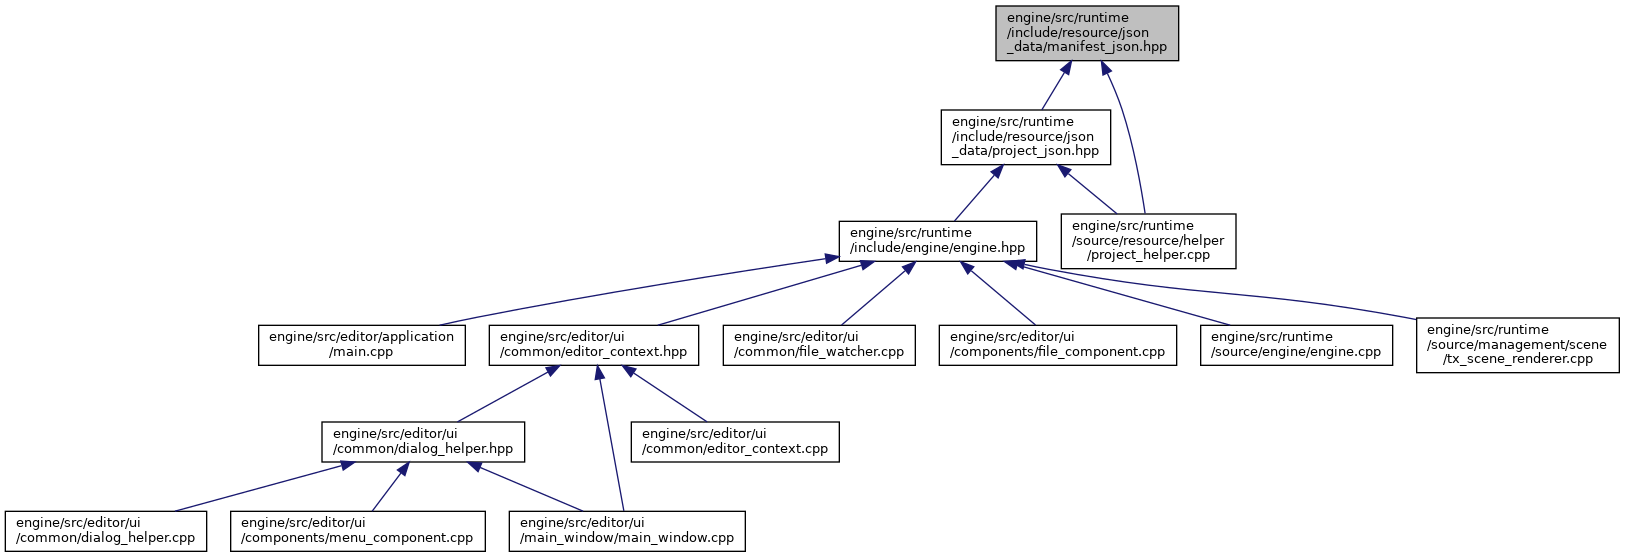 engine/src/runtime
/include/resource/json
_data/manifest_json.hpp
engine/src/runtime
/include/resource/json
_data/project_json.hpp
engine/src/runtime
/include/engine/engine.hpp
engine/src/runtime
/source/resource/helper
/project_helper.cpp
engine/src/editor/application
/main.cpp
engine/src/editor/ui
/common/editor_context.hpp
engine/src/editor/ui
/common/file_watcher.cpp
engine/src/editor/ui
/components/file_component.cpp
engine/src/runtime
/source/engine/engine.cpp
engine/src/runtime
/source/management/scene
/tx_scene_renderer.cpp
engine/src/editor/ui
/common/dialog_helper.hpp
engine/src/editor/ui
/common/editor_context.cpp
engine/src/editor/ui
/common/dialog_helper.cpp
engine/src/editor/ui
/components/menu_component.cpp
engine/src/editor/ui
/main_window/main_window.cpp